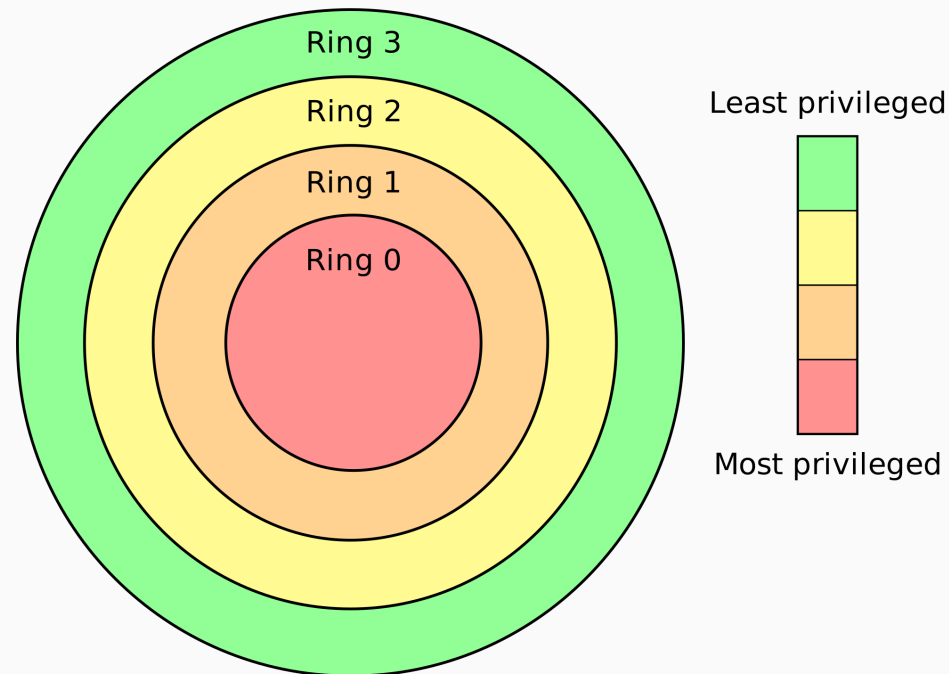 Ring 3
Ring 2
Ring 1
Ring 0
Least privileged
Most privileged